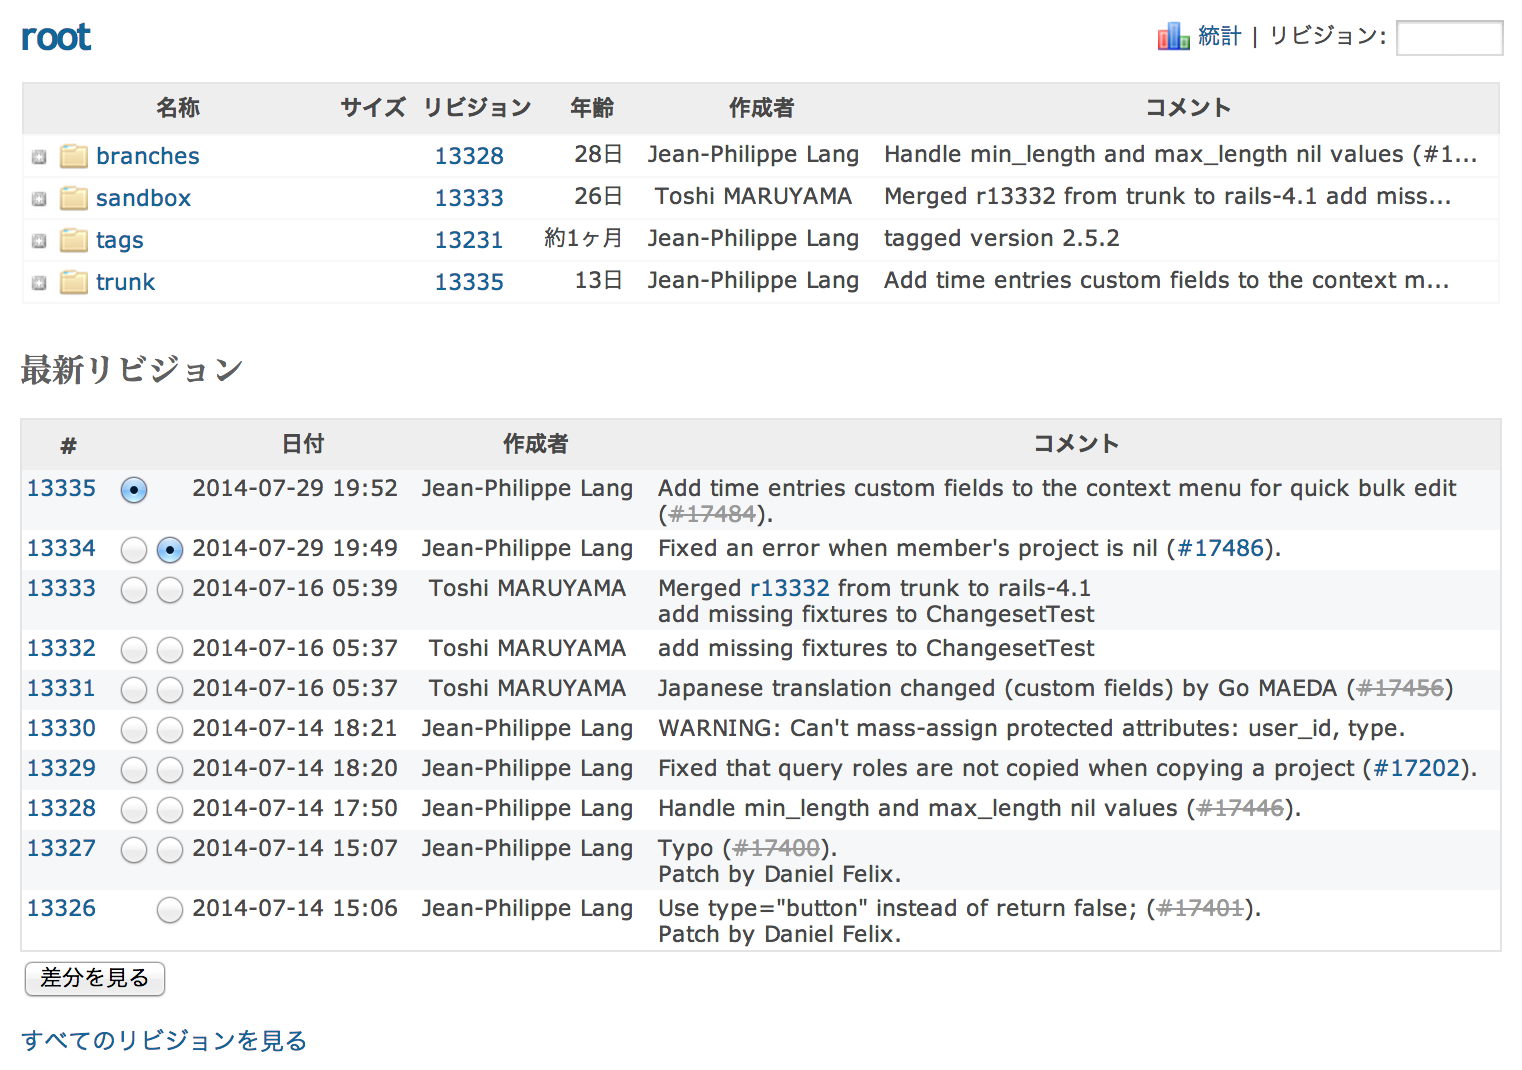 root
統計 | リビジョン:
名称 サイズ リビジョン 年齢 作成者 コメント
branches 13328 28日 Jean-Philippe Lang Handle min_length and max_length nil values (#1...
sandbox 13333 26日 Toshi MARUYAMA Merged r13332 from trunk to rails-4.1 add miss...
tags 13231 約1ヶ月 Jean-Philippe Lang tagged version 2.5.2
trunk 13335 13日 Jean-Philippe Lang Add time entries custom fields to the context m...
最新リビジョン
# 日付 作成者 コメント
13335 2014-07-29 19:52 Jean-Philippe Lang Add time entries custom fields to the context menu for quick bulk edit
(#17484).
13334 2014-07-29 19:49 Jean-Philippe Lang Fixed an error when member's project is nil (#17486).
13333 2014-07-16 05:39 Toshi MARUYAMA Merged r13332 from trunk to rails-4.1
add missing fixtures to ChangesetTest
13332 2014-07-16 05:37 Toshi MARUYAMA add missing fixtures to ChangesetTest
13331 2014-07-16 05:37 Toshi MARUYAMA Japanese translation changed (custom fields) by Go MAEDA (#17456)
13330 2014-07-14 18:21 Jean-Philippe Lang WARNING: Can't mass-assign protected attributes: user_id, type.
13329 2014-07-14 18:20 Jean-Philippe Lang Fixed that query roles are not copied when copying a project (#17202).
13328 2014-07-14 17:50 Jean-Philippe Lang Handle min_length and max_length nil values (#17446).
13327 2014-07-14 15:07 Jean-Philippe Lang Typo (#17400).
Patch by Daniel Felix.
13326 2014-07-14 15:06 Jean-Philippe Lang Use type="button" instead of return false; (#17401).
Patch by Daniel Felix.
差分を見る
すべてのリビジョンを見る